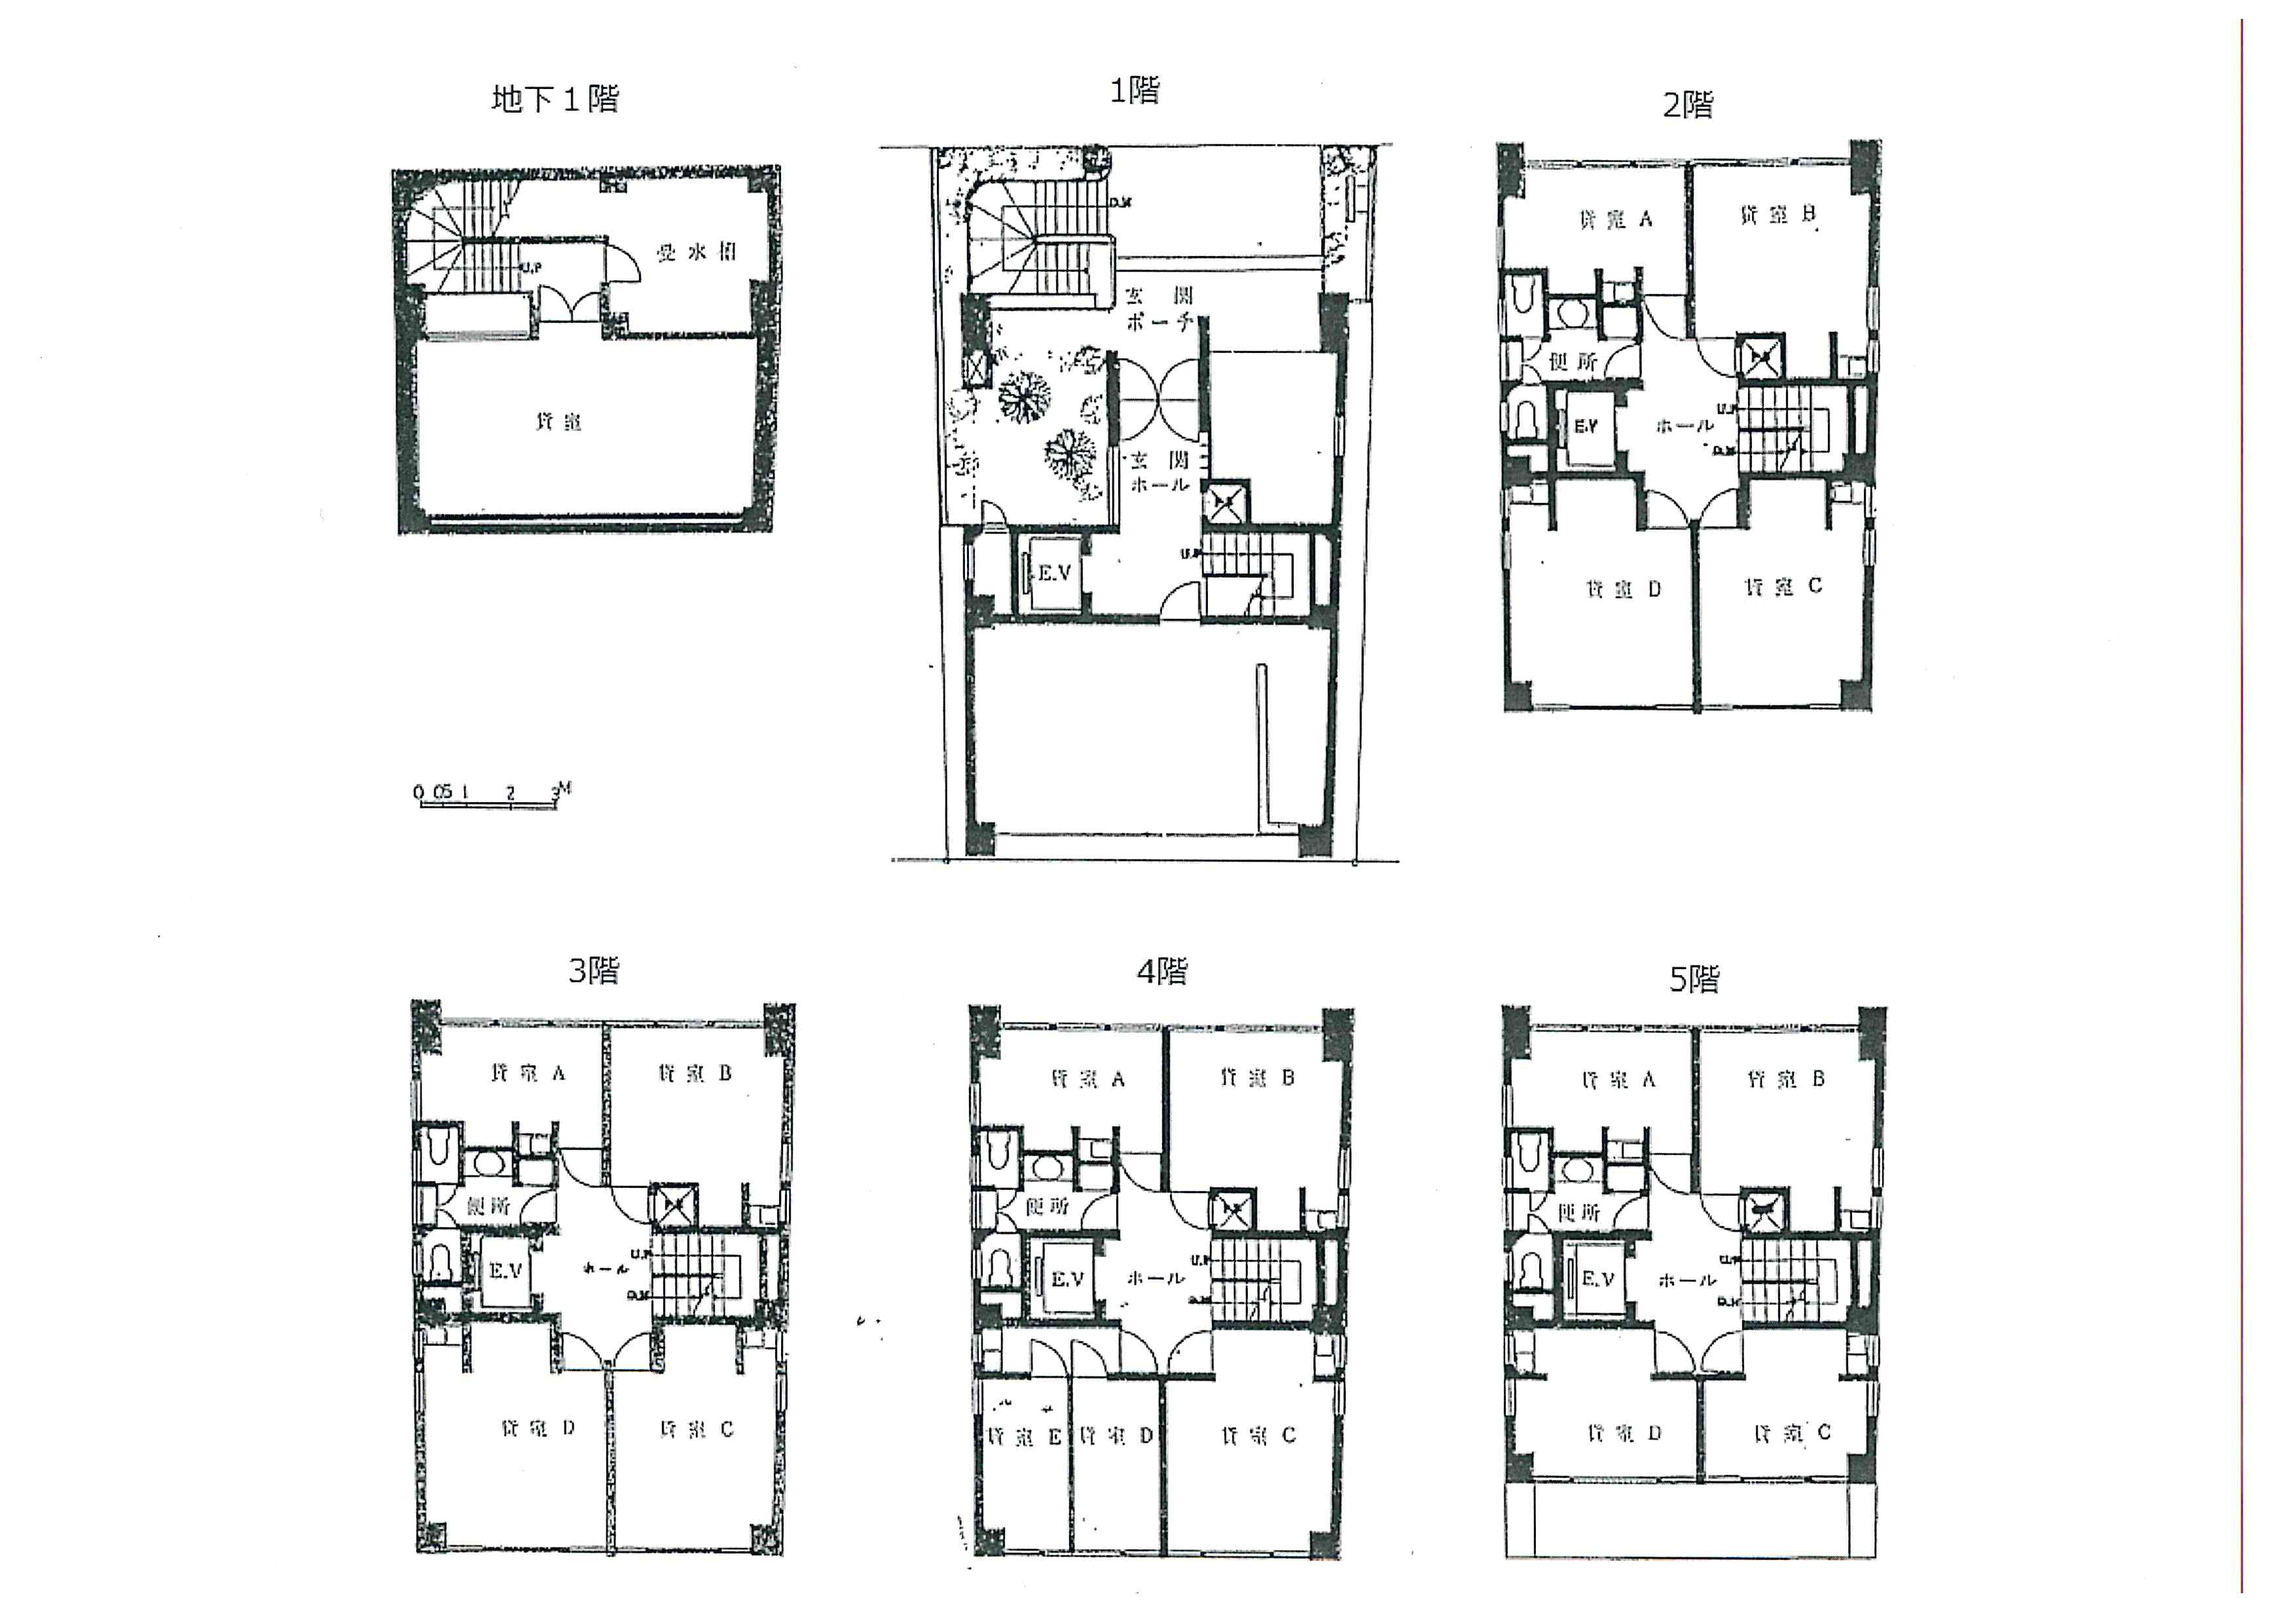 地下1階
受水槽
U.P
貸室
0 0.5 1 2 3M
1階
D.N
玄関
ポーチ
玄関
ホール
P.S
E.V
U.P
2階
貸室 A
貸室 B
便所
P.S
E.V
ホール
U.P
D.N
貸室 D
貸室 C
3階
貸室 A
貸室 B
便所
P.S
E.V
ホール
U.P
D.N
貸室 D
貸室 C
4階
貸室 A
貸室 B
便所
P.S
E.V
ホール
U.P
D.N
貸室 E
貸室 D
貸室 C
5階
貸室 A
貸室 B
便所
E.V
ホール
U.P
D.N
貸室 D
貸室 C